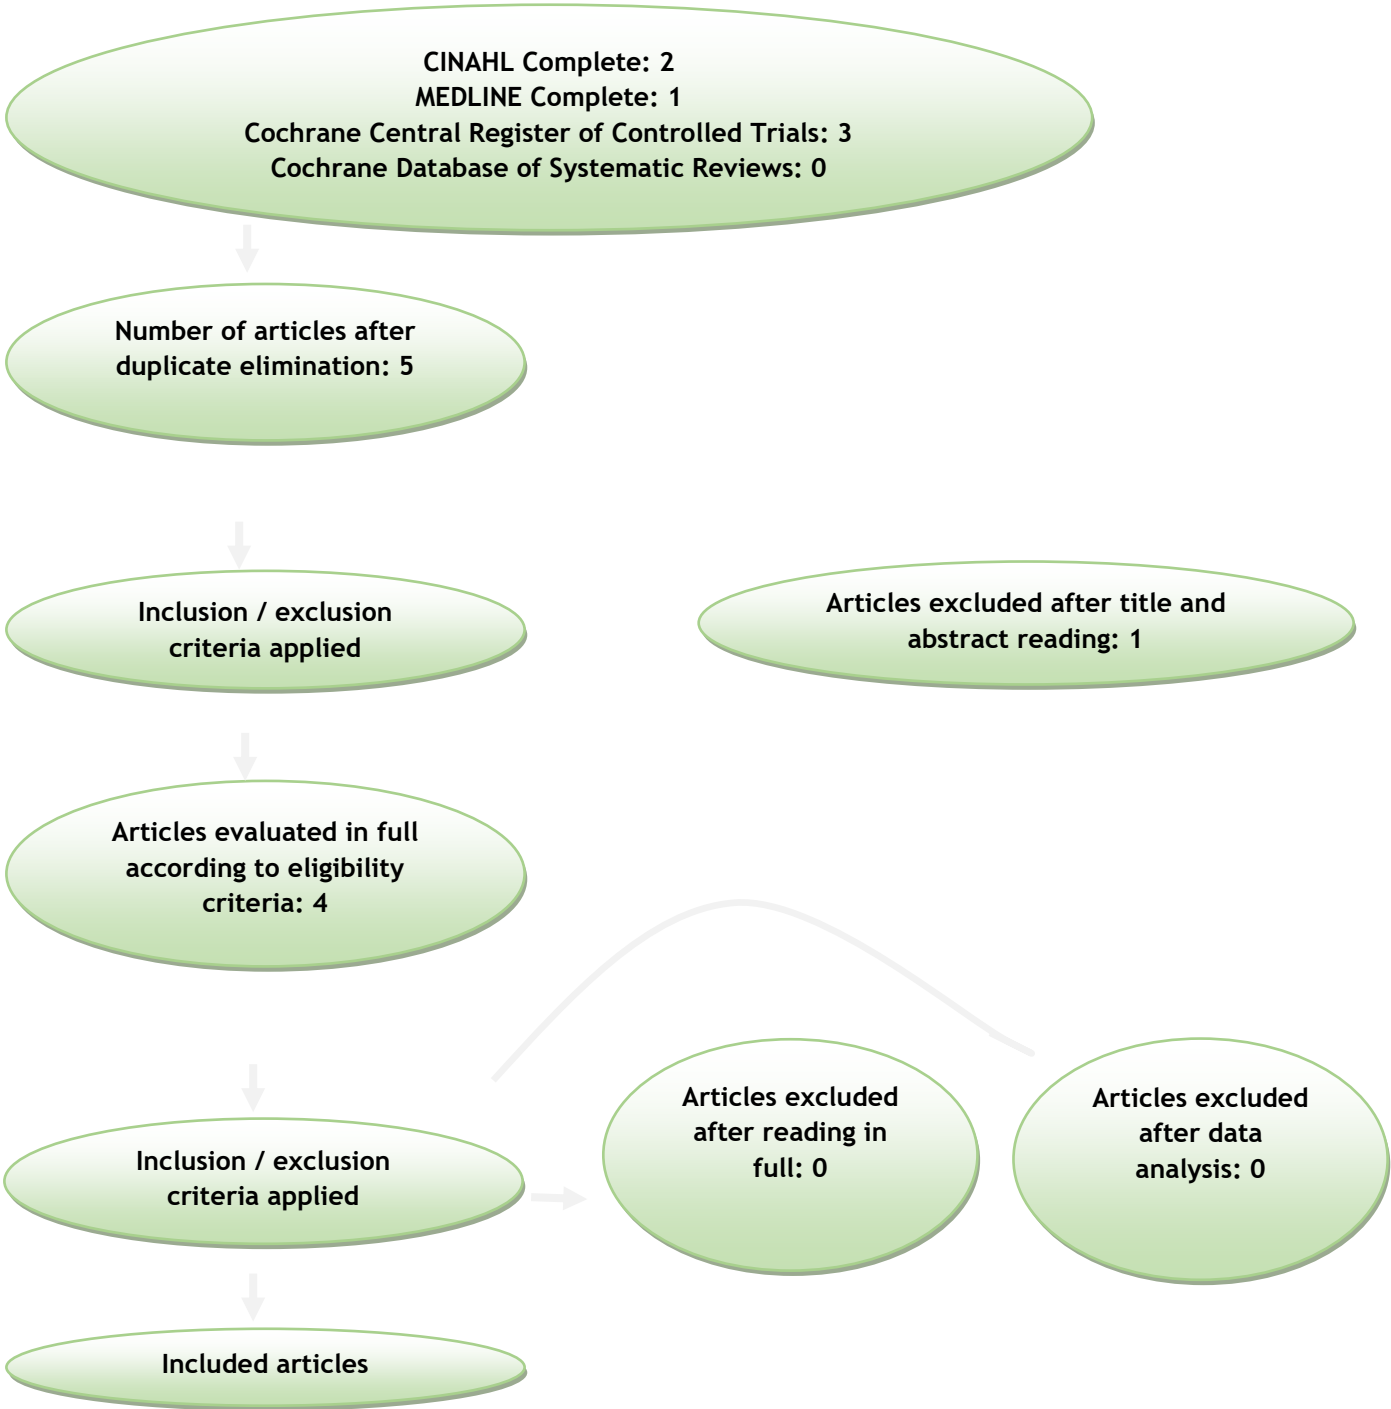 CINAHL Complete: 2
MEDLINE Complete: 1
Cochrane Central Register of Controlled Trials: 3
Cochrane Database of Systematic Reviews: 0
Number of articles after
duplicate elimination: 5
Inclusion / exclusion
criteria applied
Articles excluded after title and
abstract reading: 1
Articles evaluated in full
according to eligibility
criteria: 4
Inclusion / exclusion
criteria applied
Articles excluded
after reading in
full: 0
Articles excluded
after data
analysis: 0
Included articles